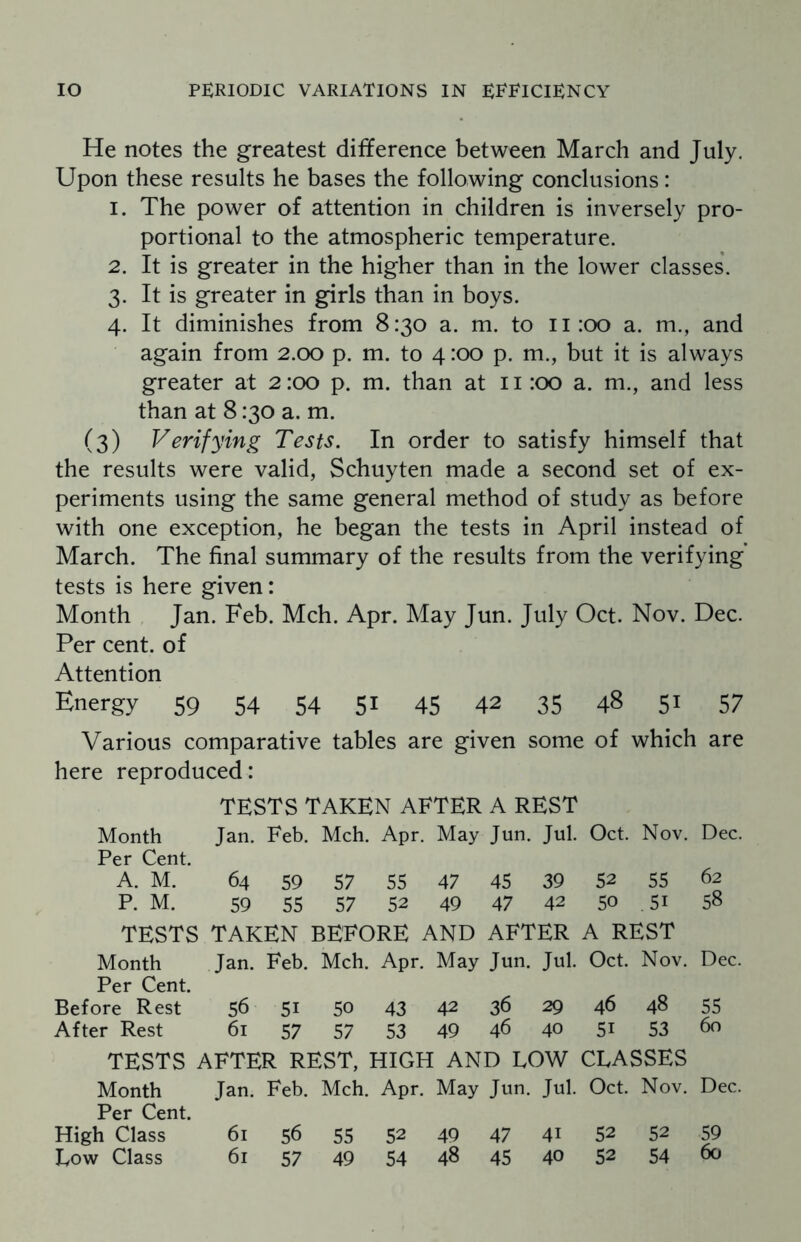 10 PERIODIC VARIATIONS IN EFFICIENCY
He notes the greatest difference between March and July.
Upon these results he bases the following conclusions:
1. The power of attention in children is inversely pro-
portional to the atmospheric temperature.
2. It is greater in the higher than in the lower classes.
3. It is greater in girls than in boys.
4. It diminishes from 8:30 a. m. to 11:00 a. m., and
again from 2.00 p. m. to 4:00 p. m., but it is always
greater at 2:00 p. m. than at 11:00 a. m., and less
than at 8:30 a. m.
(3) Verifying Tests. In order to satisfy himself that
the results were valid, Schuyten made a second set of ex-
periments using the same general method of study as before
with one exception, he began the tests in April instead of
March. The final summary of the results from the verifying
tests is here given:
Month Jan. Feb. Mch. Apr. May Jun. July Oct. Nov. Dec.
Per cent. of
Attention
Energy 59 54 54 51 45 42 35 48 51 57
Various comparative tables are given some of which are
here reproduced:
TESTS TAKEN AFTER A REST
Month Jan. Feb. Mch. Apr. May Jun. Jul. Oct. Nov. Dec.
Per Cent.
A. M. 64 59 57 55 47 45 39 52 55 62
P. M. 59 55 57 52 49 47 42 50 51 58
TESTS TAKEN BEFORE AND AFTER A REST
Month Jan. Feb. Mch. Apr. May Jun. Jul. Oct. Nov. Dec.
Per Cent.
Before Rest 56 51 50 43 42 36 29 46 48 55
After Rest 61 57 57 53 49 46 40 51 53 60
TESTS AFTER REST, HIGH AND LOW CLASSES
Month Jan. Feb. Mch. Apr. May Jun. Jul. Oct. Nov. Dec.
Per Cent.
High Class 61 56 55 52 49 47 41 52 52 59
Low Class 61 57 49 54 48 45 40 52 54 60